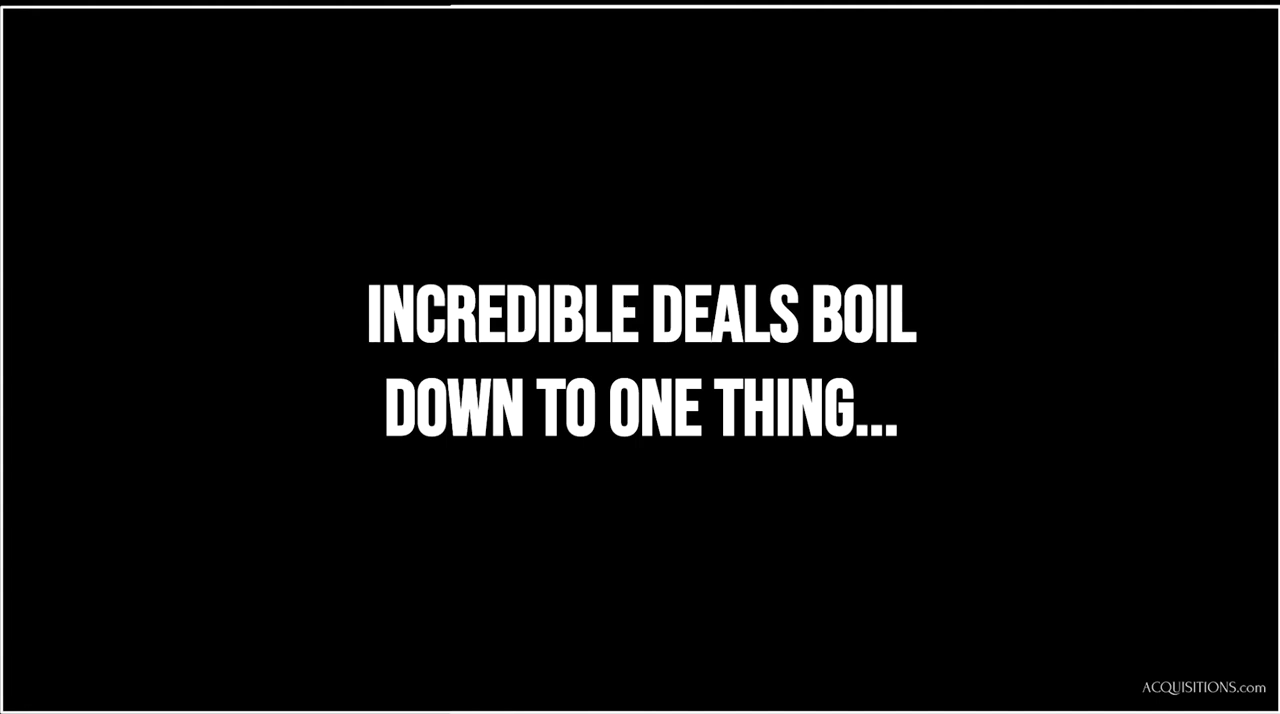 INCREDIBLE DEALS BOIL
DOWN TO ONE THING...
ACQUISITIONS.com